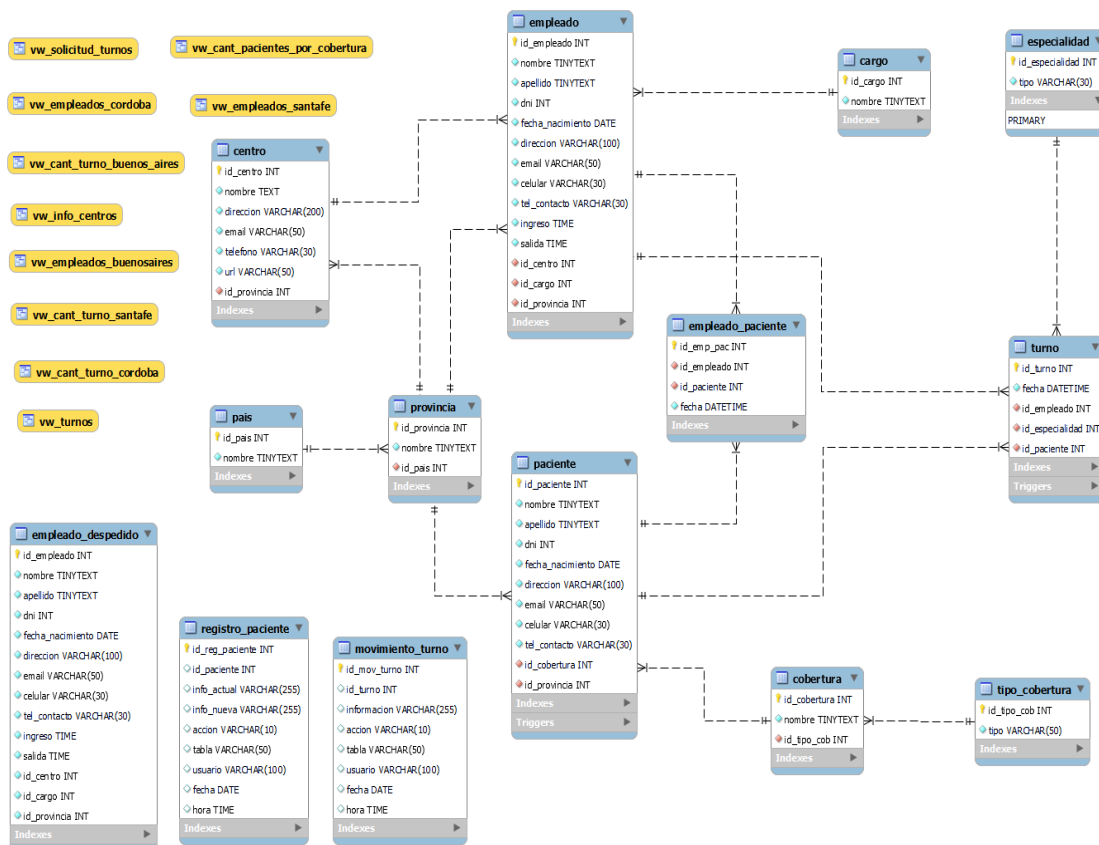 vw_solicitud_turnos
vw_cant_pacientes_por_cobertura
vw_empleados_cordoba
vw_empleados_santafe
vw_cant_turno_buenos_aires
vw_info_centros
vw_empleados_buenosaires
vw_cant_turno_santafe
vw_cant_turno_cordoba
vw_turnos
centro
id_centro INT
nombre TEXT
direccion VARCHAR(200)
email VARCHAR(50)
telefono VARCHAR(30)
url VARCHAR(50)
id_provincia INT
Indexes
empleado
id_empleado INT
nombre TINYTEXT
apellido TINYTEXT
dni INT
fecha_nacimiento DATE
direccion VARCHAR(100)
email VARCHAR(50)
celular VARCHAR(30)
tel_contacto VARCHAR(30)
ingreso TIME
salida TIME
id_centro INT
id_cargo INT
id_provincia INT
Indexes
cargo
id_cargo INT
nombre TINYTEXT
Indexes
especialidad
id_especialidad INT
tipo VARCHAR(30)
Indexes
PRIMARY
empleado_paciente
id_emp_pac INT
id_empleado INT
id_paciente INT
fecha DATETIME
Indexes
turno
id_turno INT
fecha DATETIME
id_empleado INT
id_especialidad INT
id_paciente INT
Indexes
Triggers
pais
id_pais INT
nombre TINYTEXT
Indexes
provincia
id_provincia INT
nombre TINYTEXT
id_pais INT
Indexes
paciente
id_paciente INT
nombre TINYTEXT
apellido TINYTEXT
dni INT
fecha_nacimiento DATE
direccion VARCHAR(100)
email VARCHAR(50)
celular VARCHAR(30)
tel_contacto VARCHAR(30)
id_cobertura INT
id_provincia INT
Indexes
Triggers
empleado_despedido
id_empleado INT
nombre TINYTEXT
apellido TINYTEXT
dni INT
fecha_nacimiento DATE
direccion VARCHAR(100)
email VARCHAR(50)
celular VARCHAR(30)
tel_contacto VARCHAR(30)
ingreso TIME
salida TIME
id_centro INT
id_cargo INT
id_provincia INT
Indexes
registro_paciente
id_reg_paciente INT
id_paciente INT
info_actual VARCHAR(255)
info_nueva VARCHAR(255)
accion VARCHAR(10)
tabla VARCHAR(50)
usuario VARCHAR(100)
fecha DATE
hora TIME
Indexes
movimiento_turno
id_mov_turno INT
id_turno INT
informacion VARCHAR(255)
accion VARCHAR(10)
tabla VARCHAR(50)
usuario VARCHAR(100)
fecha DATE
hora TIME
Indexes
cobertura
id_cobertura INT
nombre TINYTEXT
id_tipo_cob INT
Indexes
tipo_cobertura
id_tipo_cob INT
tipo VARCHAR(50)
Indexes